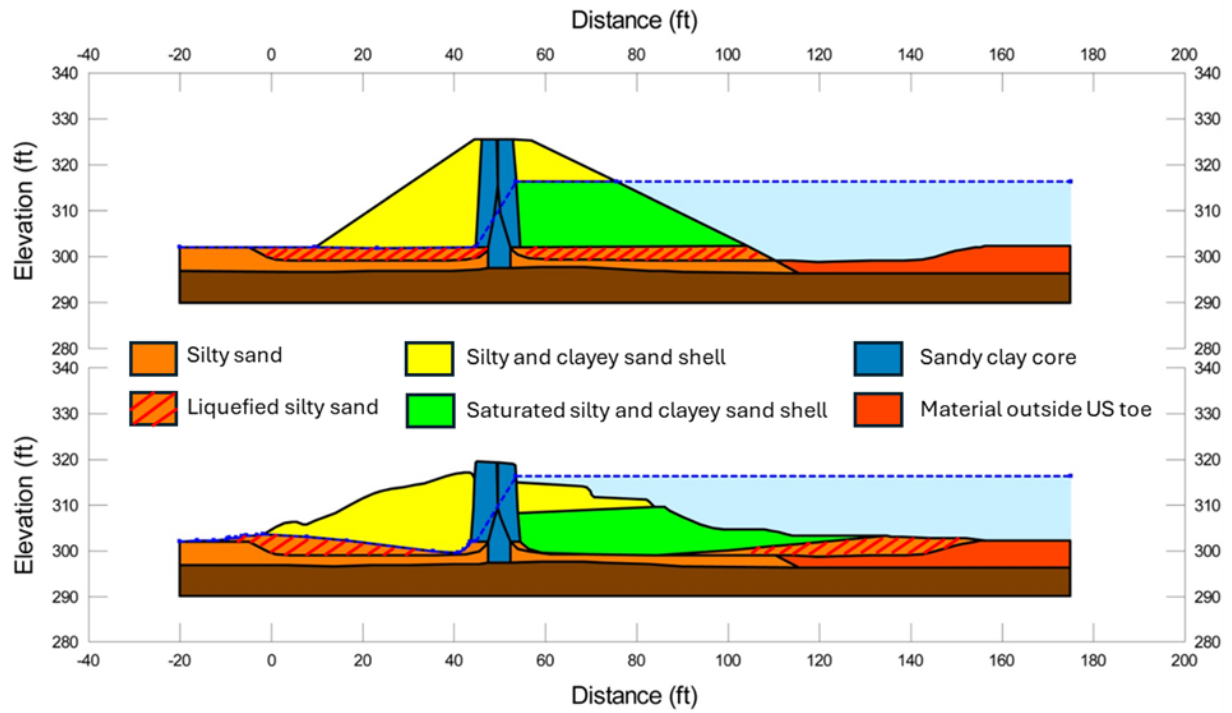 Distance (ft)
-40 -20 0 20 40 60 80 100 120 140 160 180 200
340 340
330 330
320 320
310 310
300 300
290 290
280 280
Elevation (ft)
Silty sand Silty and clayey sand shell Sandy clay core
Liquefied silty sand Saturated silty and clayey sand shell Material outside US toe
340 340
330 330
320 320
310 310
300 300
290 290
280 280
Elevation (ft)
-40 -20 0 20 40 60 80 100 120 140 160 180 200
Distance (ft)